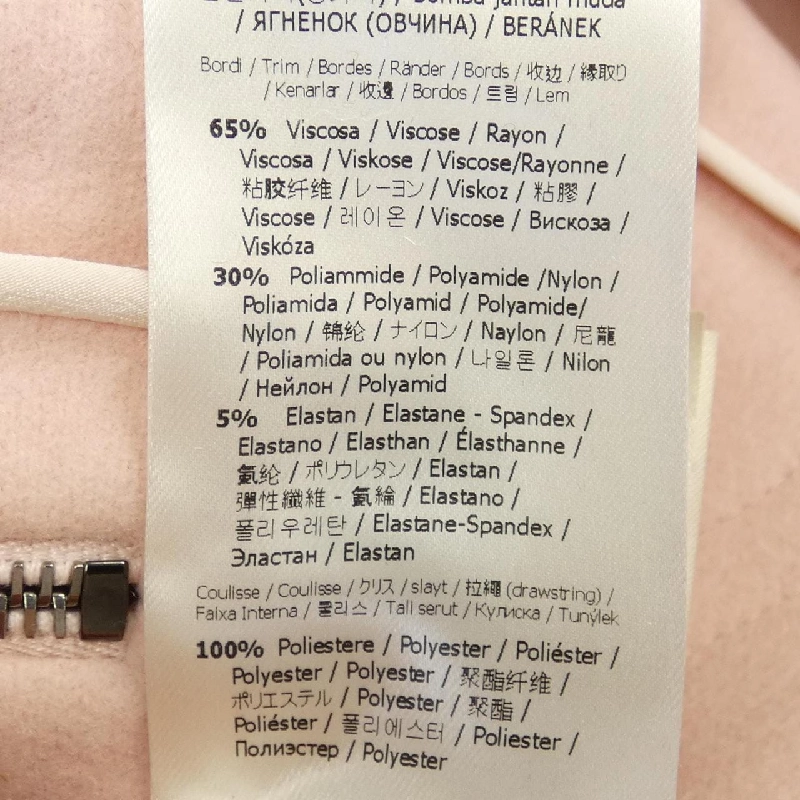 / ЯГНЕНОК (ОВЧИНА) / BERÁNEK
Bordi / Trim / Bordes / Ränder / Bords / 收边 / 縁取り
/ Kenarlar / 收邊 / Bordos / 트림 / Lem
65% Viscosa / Viscose / Rayon /
Viscosa / Viskose / Viscose/Rayonne /
粘胶纤维 / レーヨン / Viskoz / 粘膠 /
Viscose / 레이온 / Viscose / Вискоза /
Viskóza
30% Poliammide / Polyamide /Nylon /
Poliamida / Polyamid / Polyamide/
Nylon / 锦纶 / ナイロン / Naylon / 尼龍
/ Poliamida ou nylon / 나일론 / Nilon
/ Нейлон / Polyamid
5% Elastan / Elastane - Spandex /
Elastano / Elasthan / Élasthanne /
氨纶 / ポリウレタン / Elastan /
彈性纖維 - 氨綸 / Elastano /
폴리우레탄 / Elastane-Spandex /
Эластан / Elastan
Coulisse / Coulisse / クリス / slayt / 拉繩 (drawstring) /
Faixa Interna / 쿨리스 / Tali serut / Кулиска / Tunýlek
100% Poliestere / Polyester / Poliéster /
Polyester / Polyester / 聚酯纤维 /
ポリエステル / Polyester / 聚酯 /
Poliéster / 폴리에스터 / Poliester /
Полиэстер / Polyester